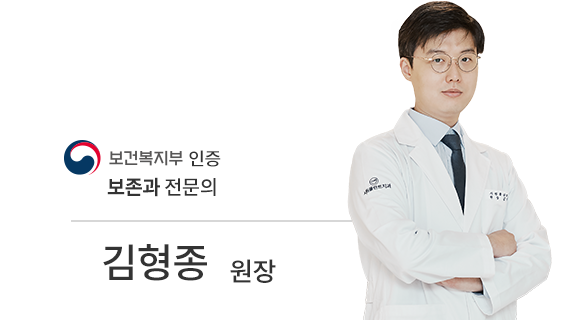 보건복지부 인증
보존과 전문의
김형종 원장